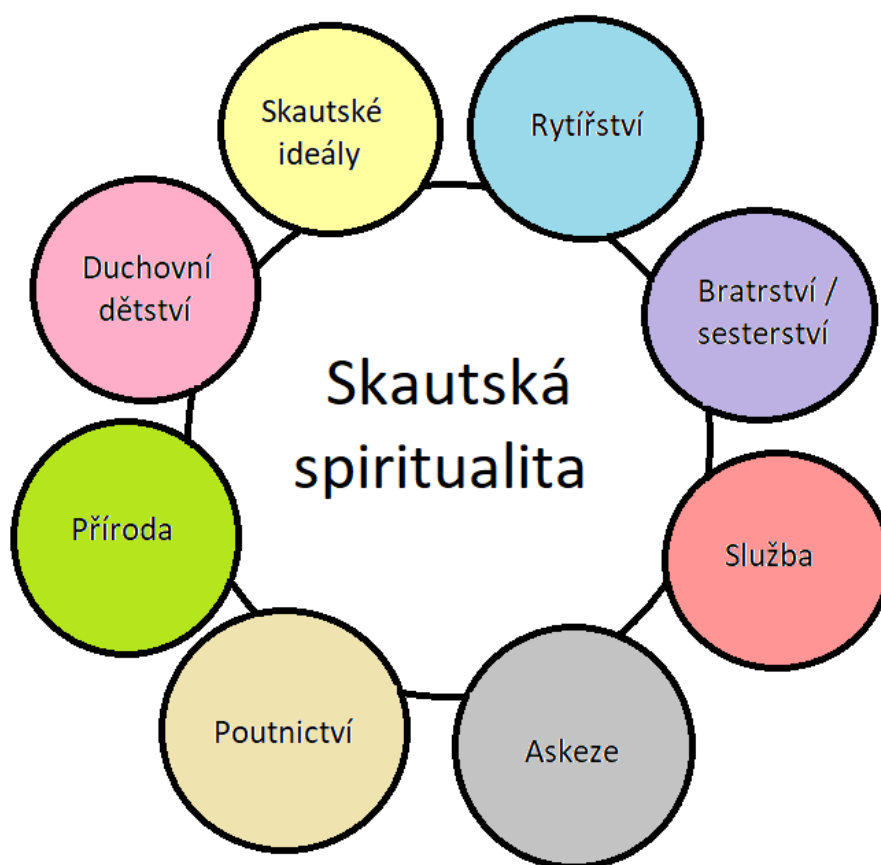 Skautské
ideály
Rytířství
Duchovní
dětství
Bratrství /
sesterství
Skautská
spiritualita
Příroda
Služba
Poutnictví
Askeze